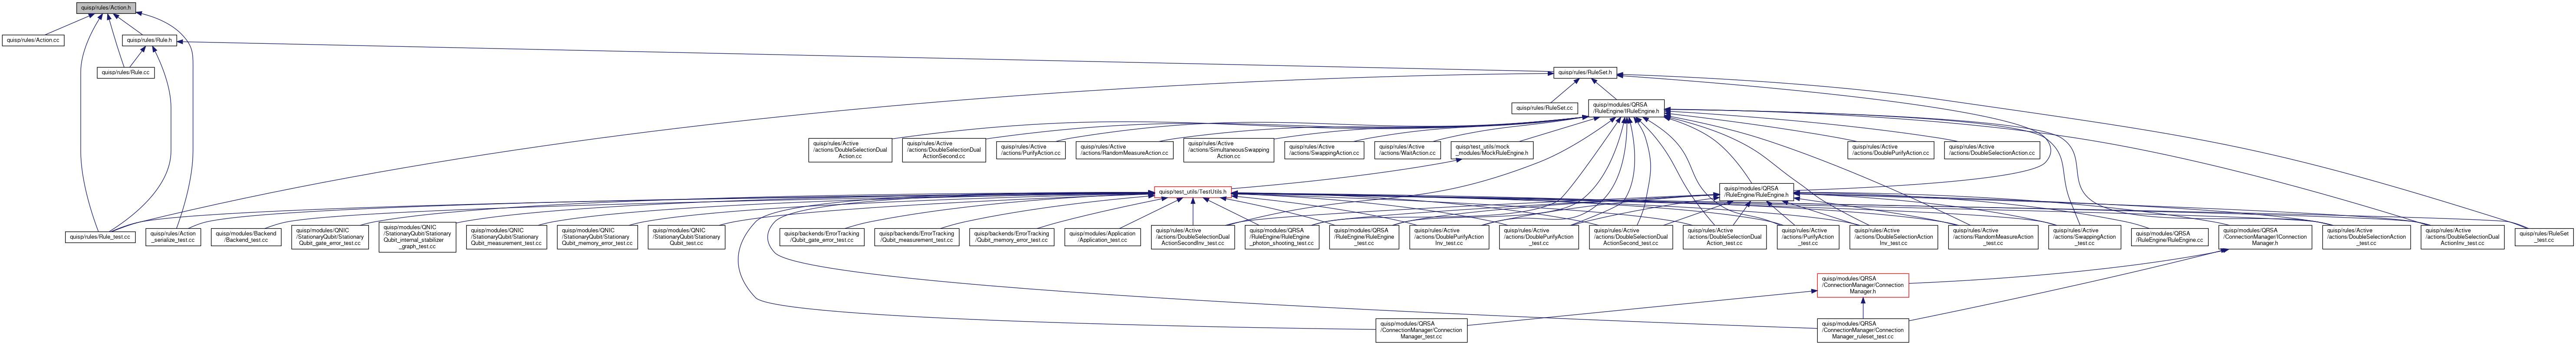 quisp/rules/Action.h
quisp/rules/Action.cc
quisp/rules/Rule.h
quisp/rules/Rule.cc
quisp/rules/RuleSet.h
quisp/rules/RuleSet.cc
quisp/modules/QRSA
/RuleEngine/IRuleEngine.h
quisp/rules/Active
/actions/DoubleSelectionDual
Action.cc
quisp/rules/Active
/actions/DoubleSelectionDual
ActionSecond.cc
quisp/rules/Active
/actions/PurifyAction.cc
quisp/rules/Active
/actions/RandomMeasureAction.cc
quisp/rules/Active
/actions/SimultaneousSwapping
Action.cc
quisp/rules/Active
/actions/SwappingAction.cc
quisp/rules/Active
/actions/WaitAction.cc
quisp/test_utils/mock
_modules/MockRuleEngine.h
quisp/rules/Active
/actions/DoublePurifyAction.cc
quisp/rules/Active
/actions/DoubleSelectionAction.cc
quisp/test_utils/TestUtils.h
quisp/modules/QRSA
/RuleEngine/RuleEngine.h
quisp/rules/Rule_test.cc
quisp/rules/Action
_serialize_test.cc
quisp/modules/Backend
/Backend_test.cc
quisp/modules/QNIC
/StationaryQubit/Stationary
Qubit_gate_error_test.cc
quisp/modules/QNIC
/StationaryQubit/Stationary
Qubit_internal_stabilizer
_graph_test.cc
quisp/modules/QNIC
/StationaryQubit/Stationary
Qubit_measurement_test.cc
quisp/modules/QNIC
/StationaryQubit/Stationary
Qubit_memory_error_test.cc
quisp/modules/QNIC
/StationaryQubit/Stationary
Qubit_test.cc
quisp/backends/ErrorTracking
/Qubit_gate_error_test.cc
quisp/backends/ErrorTracking
/Qubit_measurement_test.cc
quisp/backends/ErrorTracking
/Qubit_memory_error_test.cc
quisp/modules/Application
/Application_test.cc
quisp/rules/Active
/actions/DoubleSelectionDual
ActionSecondInv_test.cc
quisp/modules/QRSA
/RuleEngine/RuleEngine
_photon_shooting_test.cc
quisp/modules/QRSA
/RuleEngine/RuleEngine
_test.cc
quisp/rules/Active
/actions/DoublePurifyAction
Inv_test.cc
quisp/rules/Active
/actions/DoublePurifyAction
_test.cc
quisp/rules/Active
/actions/DoubleSelectionDual
ActionSecond_test.cc
quisp/rules/Active
/actions/DoubleSelectionDual
Action_test.cc
quisp/rules/Active
/actions/PurifyAction
_test.cc
quisp/rules/Active
/actions/DoubleSelectionAction
Inv_test.cc
quisp/rules/Active
/actions/RandomMeasureAction
_test.cc
quisp/rules/Active
/actions/SwappingAction
_test.cc
quisp/modules/QRSA
/RuleEngine/RuleEngine.cc
quisp/modules/QRSA
/ConnectionManager/IConnection
Manager.h
quisp/rules/Active
/actions/DoubleSelectionAction
_test.cc
quisp/rules/Active
/actions/DoubleSelectionDual
ActionInv_test.cc
quisp/rules/RuleSet
_test.cc
quisp/modules/QRSA
/ConnectionManager/Connection
Manager.h
quisp/modules/QRSA
/ConnectionManager/Connection
Manager_test.cc
quisp/modules/QRSA
/ConnectionManager/Connection
Manager_ruleset_test.cc